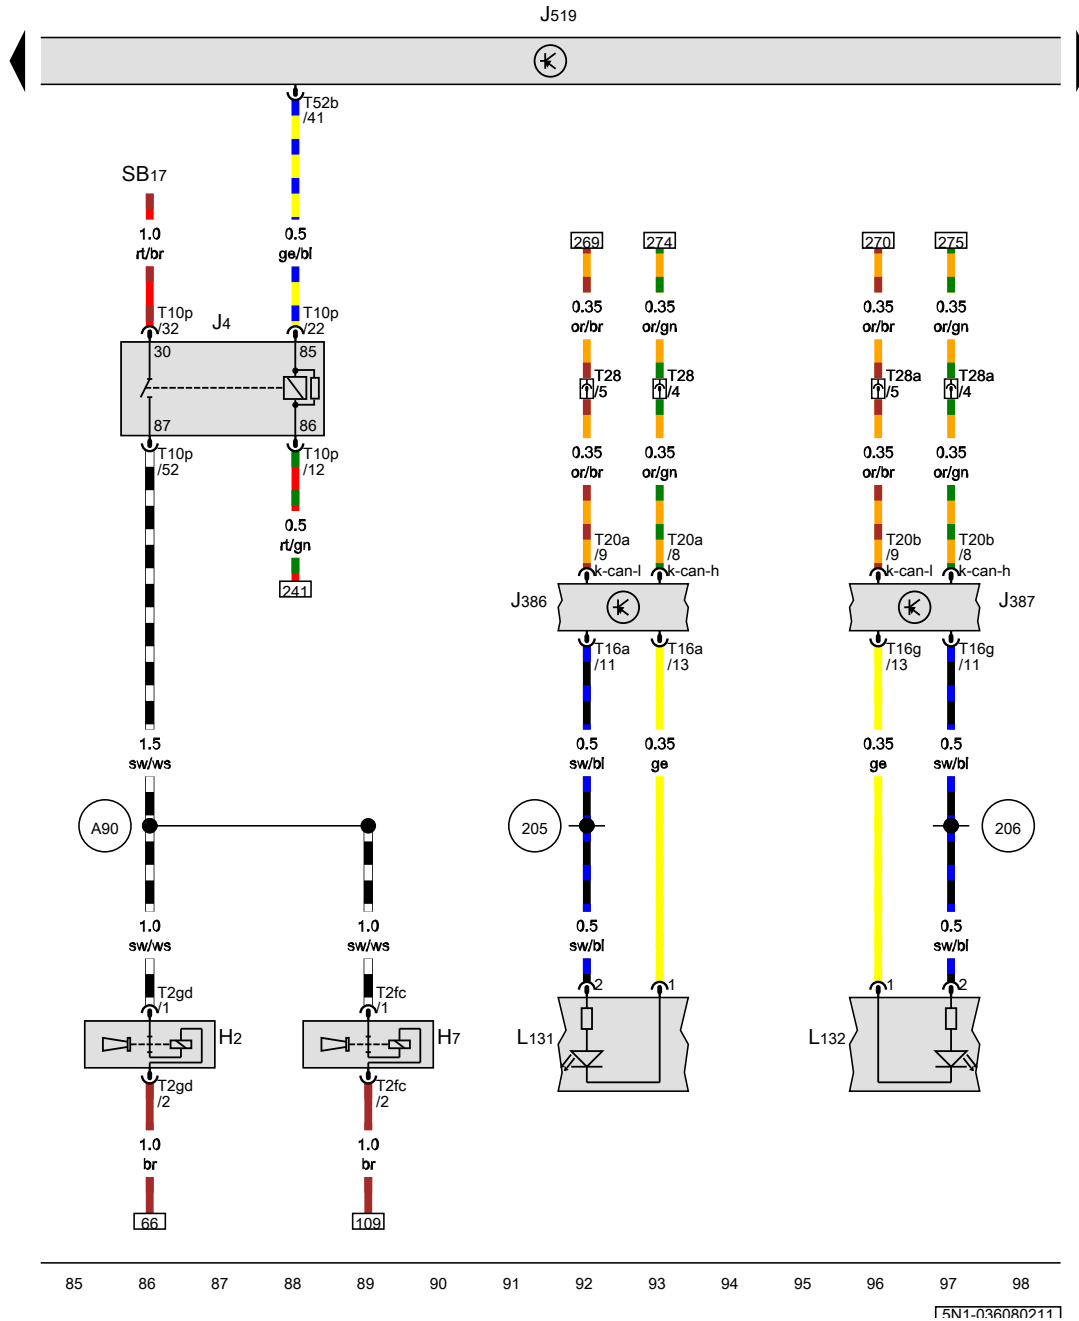 J519
T52b
/41
SB17
1.0
rt/br
0.5
ge/bl
269
274
270
275
T10p
/32
J4
T10p
/22
0.35
or/br
0.35
or/gn
0.35
or/br
0.35
or/gn
30
85
T28
/5
T28
/4
T28a
/5
T28a
/4
87
86
T10p
/52
T10p
/12
0.35
or/br
0.35
or/gn
0.35
or/br
0.35
or/gn
0.5
rt/gn
241
T20a
/9
k-can-l
T20a
/8
k-can-h
T20b
/9
k-can-l
T20b
/8
k-can-h
J386
J387
T16a
/11
T16a
/13
T16g
/13
T16g
/11
1.5
sw/ws
0.5
sw/bl
0.35
ge
0.35
ge
0.5
sw/bl
A90
205
206
1.0
sw/ws
1.0
sw/ws
0.5
sw/bl
0.5
sw/bl
T2gd
/1
T2fc
/1
2
1
1
2
H2
H7
L131
L132
T2gd
/2
T2fc
/2
1.0
br
1.0
br
66
109
85 86 87 88 89 90 91 92 93 94 95 96 97 98
5N1-036080211